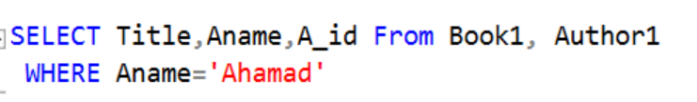 SELECT Title,Aname,A_id From Book1, Author1
WHERE Aname='Ahamad'